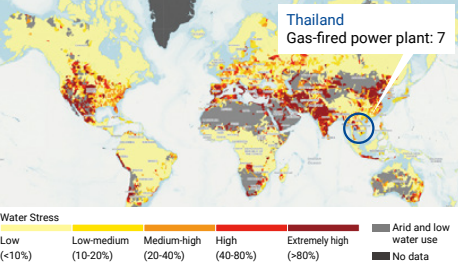 Thailand
Gas-fired power plant: 7
Water Stress
Low
(<10%)
Low-medium
(10-20%)
Medium-high
(20-40%)
High
(40-80%)
Extremely high
(>80%)
Arid and low
water use
No data